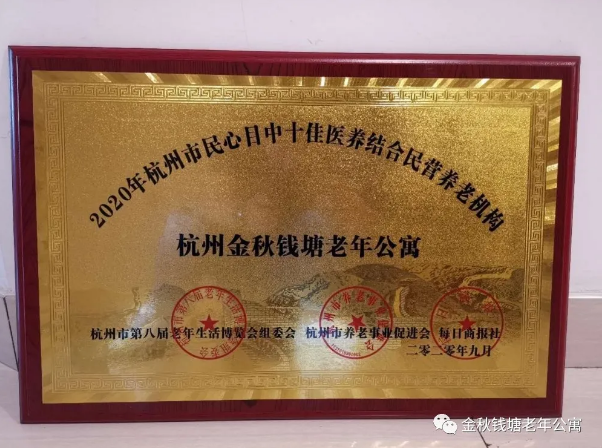 2020年杭州市民心目中十佳医养结合民营养老机构
杭州金秋钱塘老年公寓
杭州市第八届老年生活博览会组委会 杭州市养老事业促进会 每日商报社
二零二零年九月
金秋钱塘老年公寓